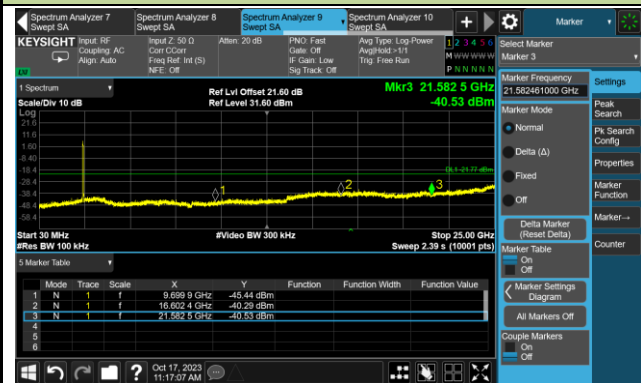 Spectrum Analyzer 7
Swept SA
Spectrum Analyzer 8
Swept SA
Spectrum Analyzer 9
Swept SA
Spectrum Analyzer 10
Swept SA
+
Marker
KEYSIGHT
Input: RF
Coupling: AC
Align: Auto
Input Z: 50 Ω
Corr CCorr
Freq Ref: Int (S)
NFE: Off
Atten: 20 dB
PNO: Fast
Gate: Off
IF Gain: Low
Sig Track: Off
Avg Type: Log-Power
Avg|Hold:>1/1
Trig: Free Run
1 2 3 4 5 6
M W W W W W
P N N N N N
Select Marker
Marker 3
1 Spectrum
Scale/Div 10 dB
Ref Lvl Offset 21.60 dB
Ref Level 31.60 dBm
Mkr3 21.582 5 GHz
-40.53 dBm
Log
21.6
11.6
1.60
-8.40
-18.4
-28.4
-38.4
-48.4
-58.4
DL1 -21.77 dBm
1
2
3
Start 30 MHz
#Res BW 100 kHz
#Video BW 300 kHz
Stop 25.00 GHz
Sweep 2.39 s (10001 pts)
5 Marker Table
Mode Trace Scale X Y Function Function Width Function Value
1 N 1 f 9.699 9 GHz -45.44 dBm
2 N 1 f 16.602 4 GHz -40.29 dBm
3 N 1 f 21.582 5 GHz -40.53 dBm
4
5
6
Marker Frequency
21.582461000 GHz
Marker Mode
Normal
Delta (Δ)
Fixed
Off
Delta Marker
(Reset Delta)
Marker Table
On
Off
Marker Settings
Diagram
All Markers Off
Couple Markers
On
Off
Settings
Peak
Search
Pk Search
Config
Properties
Marker
Function
Marker→
Counter
?
Oct 17, 2023
11:17:07 AM